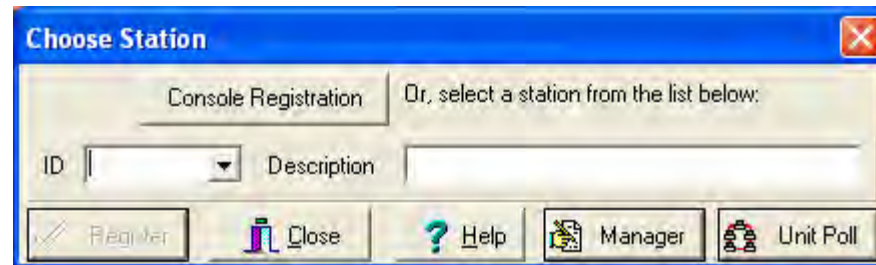 Choose Station
Console Registration Or, select a station from the list below:
ID Description
Register Close Help Manager Unit Poll